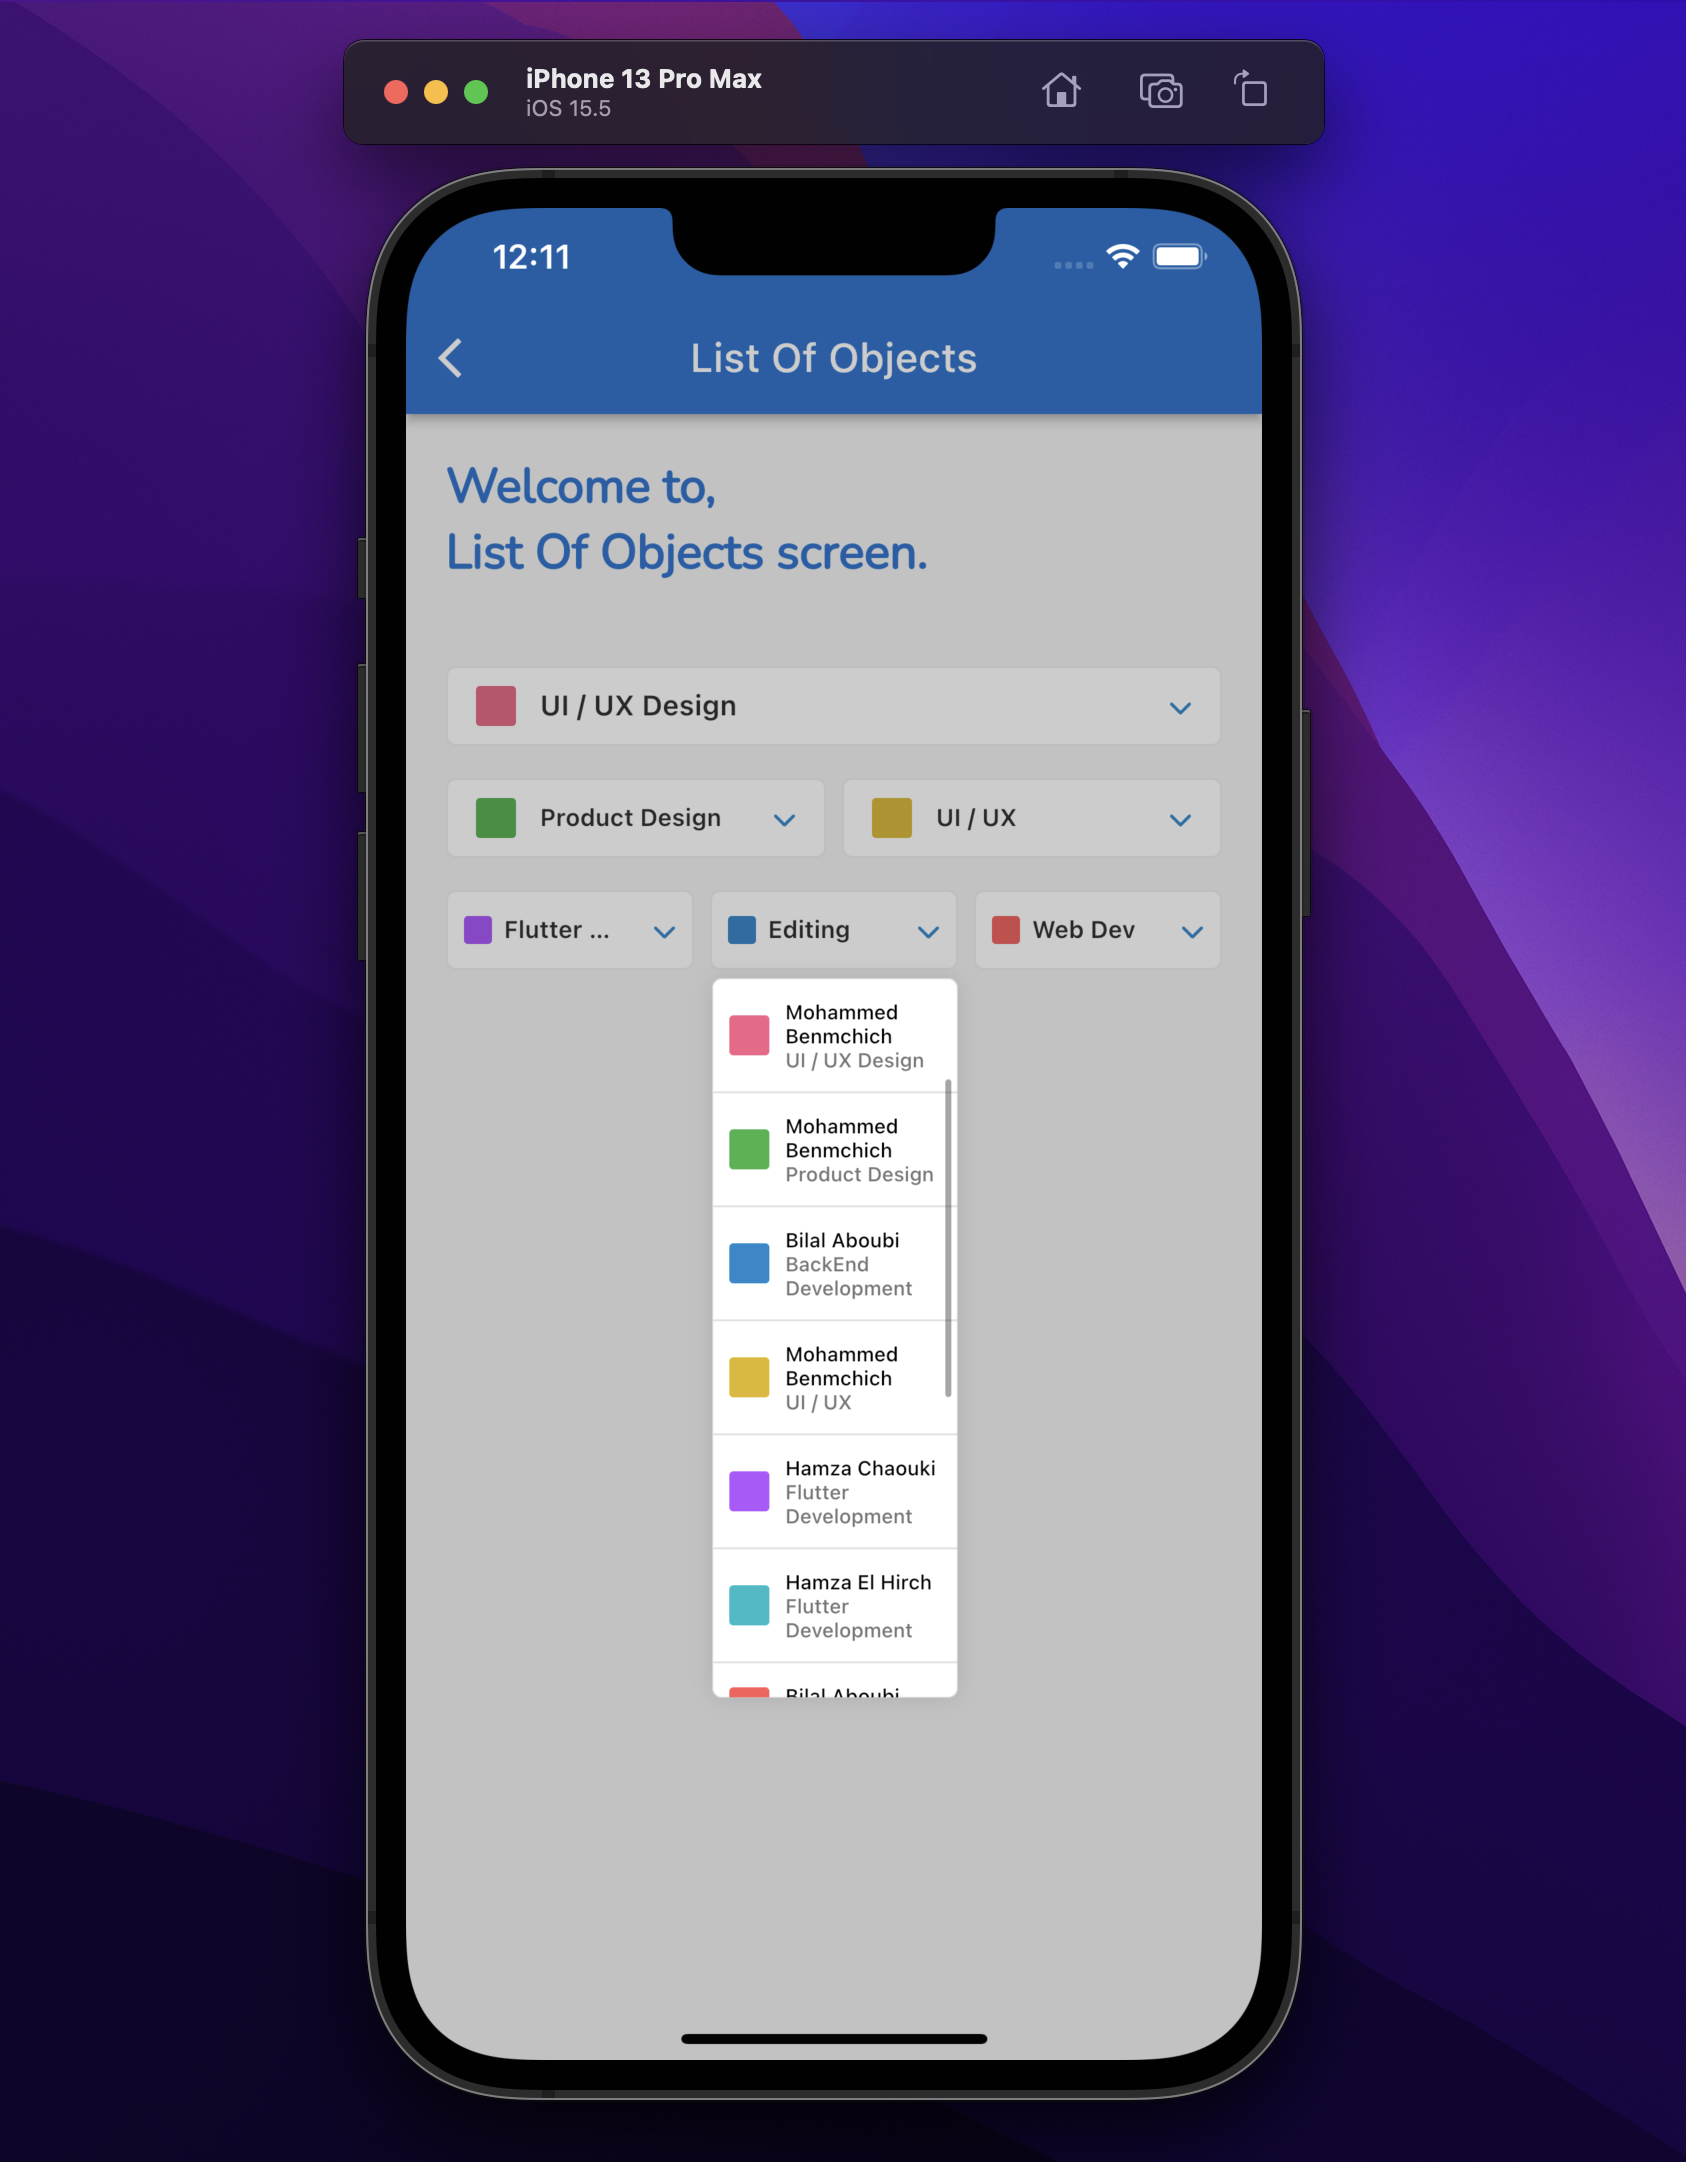 iPhone 13 Pro Max
iOS 15.5
12:11
List Of Objects
Welcome to,
List Of Objects screen.
UI / UX Design
Product Design
UI / UX
Flutter ...
Editing
Web Dev
Mohammed
Benmchich
UI / UX Design
Mohammed
Benmchich
Product Design
Bilal Aboubi
BackEnd
Development
Mohammed
Benmchich
UI / UX
Hamza Chaouki
Flutter
Development
Hamza El Hirch
Flutter
Development
Bilal Aboubi